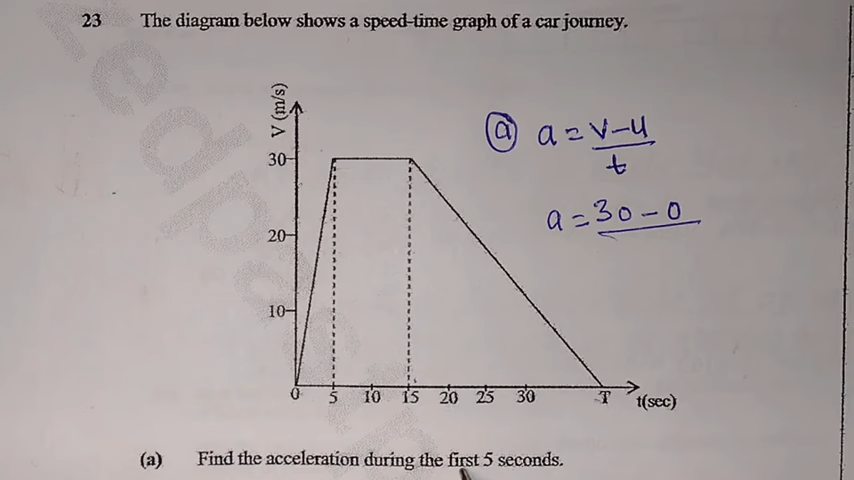 23 The diagram below shows a speed-time graph of a car journey.
V (m/s)
30
20
10
0 5 10 15 20 25 30 T t(sec)
ⓐ a = v-u
t
a = 30-0
(a) Find the acceleration during the first 5 seconds.